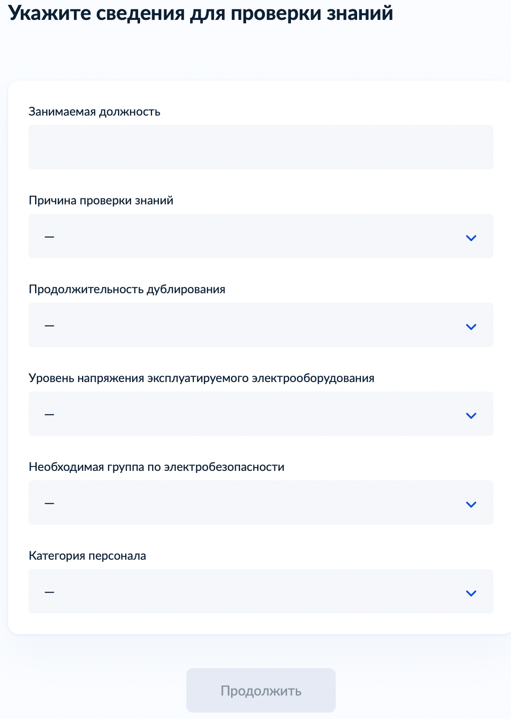 Укажите сведения для проверки знаний
Занимаемая должность
Причина проверки знаний
—
Продолжительность дублирования
—
Уровень напряжения эксплуатируемого электрооборудования
—
Необходимая группа по электробезопасности
—
Категория персонала
—
Продолжить